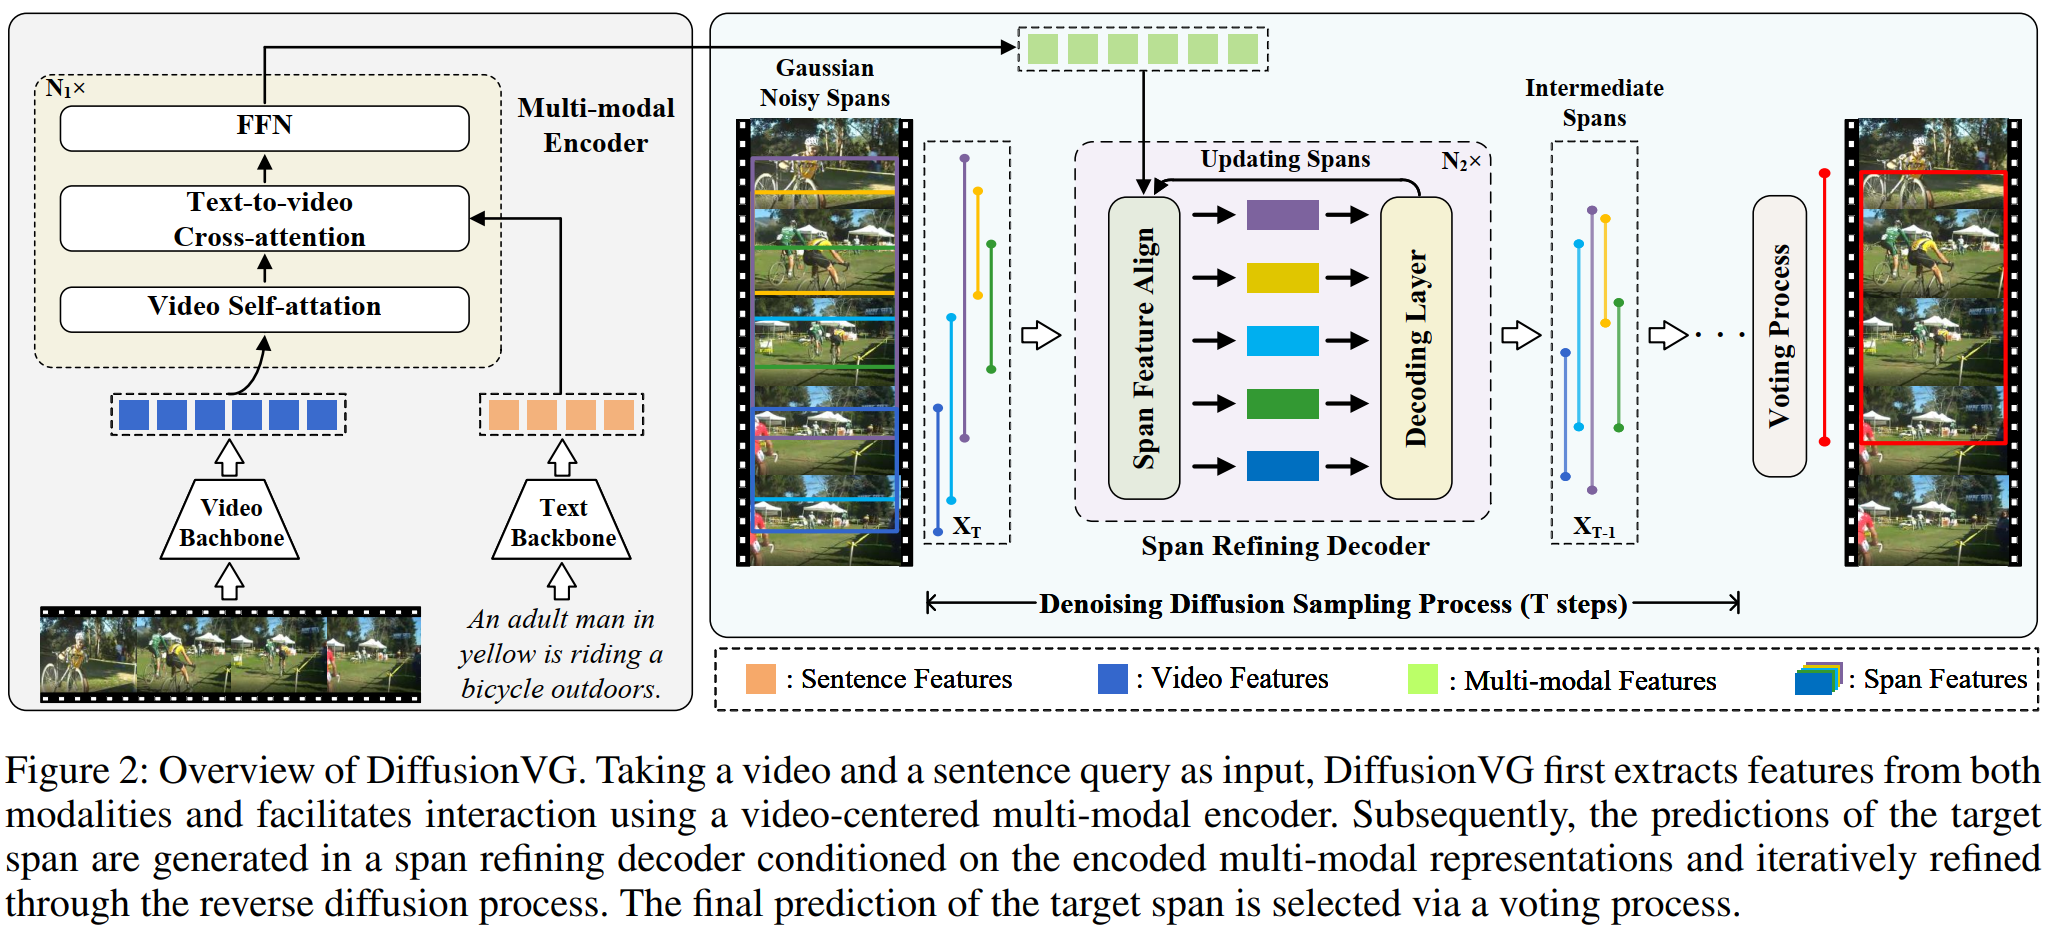 N1×
FFN
Text-to-video
Cross-attention
Video Self-attation
Multi-modal
Encoder
Video
Bachbone
Text
Backbone
An adult man in
yellow is riding a
bicycle outdoors.
Gaussian
Noisy Spans
XT
Updating Spans
N2×
Span Feature Align
Decoding Layer
Span Refining Decoder
Intermediate
Spans
XT-1
· · ·
Voting Process
Denoising Diffusion Sampling Process (T steps)
: Sentence Features
: Video Features
: Multi-modal Features
: Span Features
Figure 2: Overview of DiffusionVG. Taking a video and a sentence query as input, DiffusionVG first extracts features from both
modalities and facilitates interaction using a video-centered multi-modal encoder. Subsequently, the predictions of the target
span are generated in a span refining decoder conditioned on the encoded multi-modal representations and iteratively refined
through the reverse diffusion process. The final prediction of the target span is selected via a voting process.